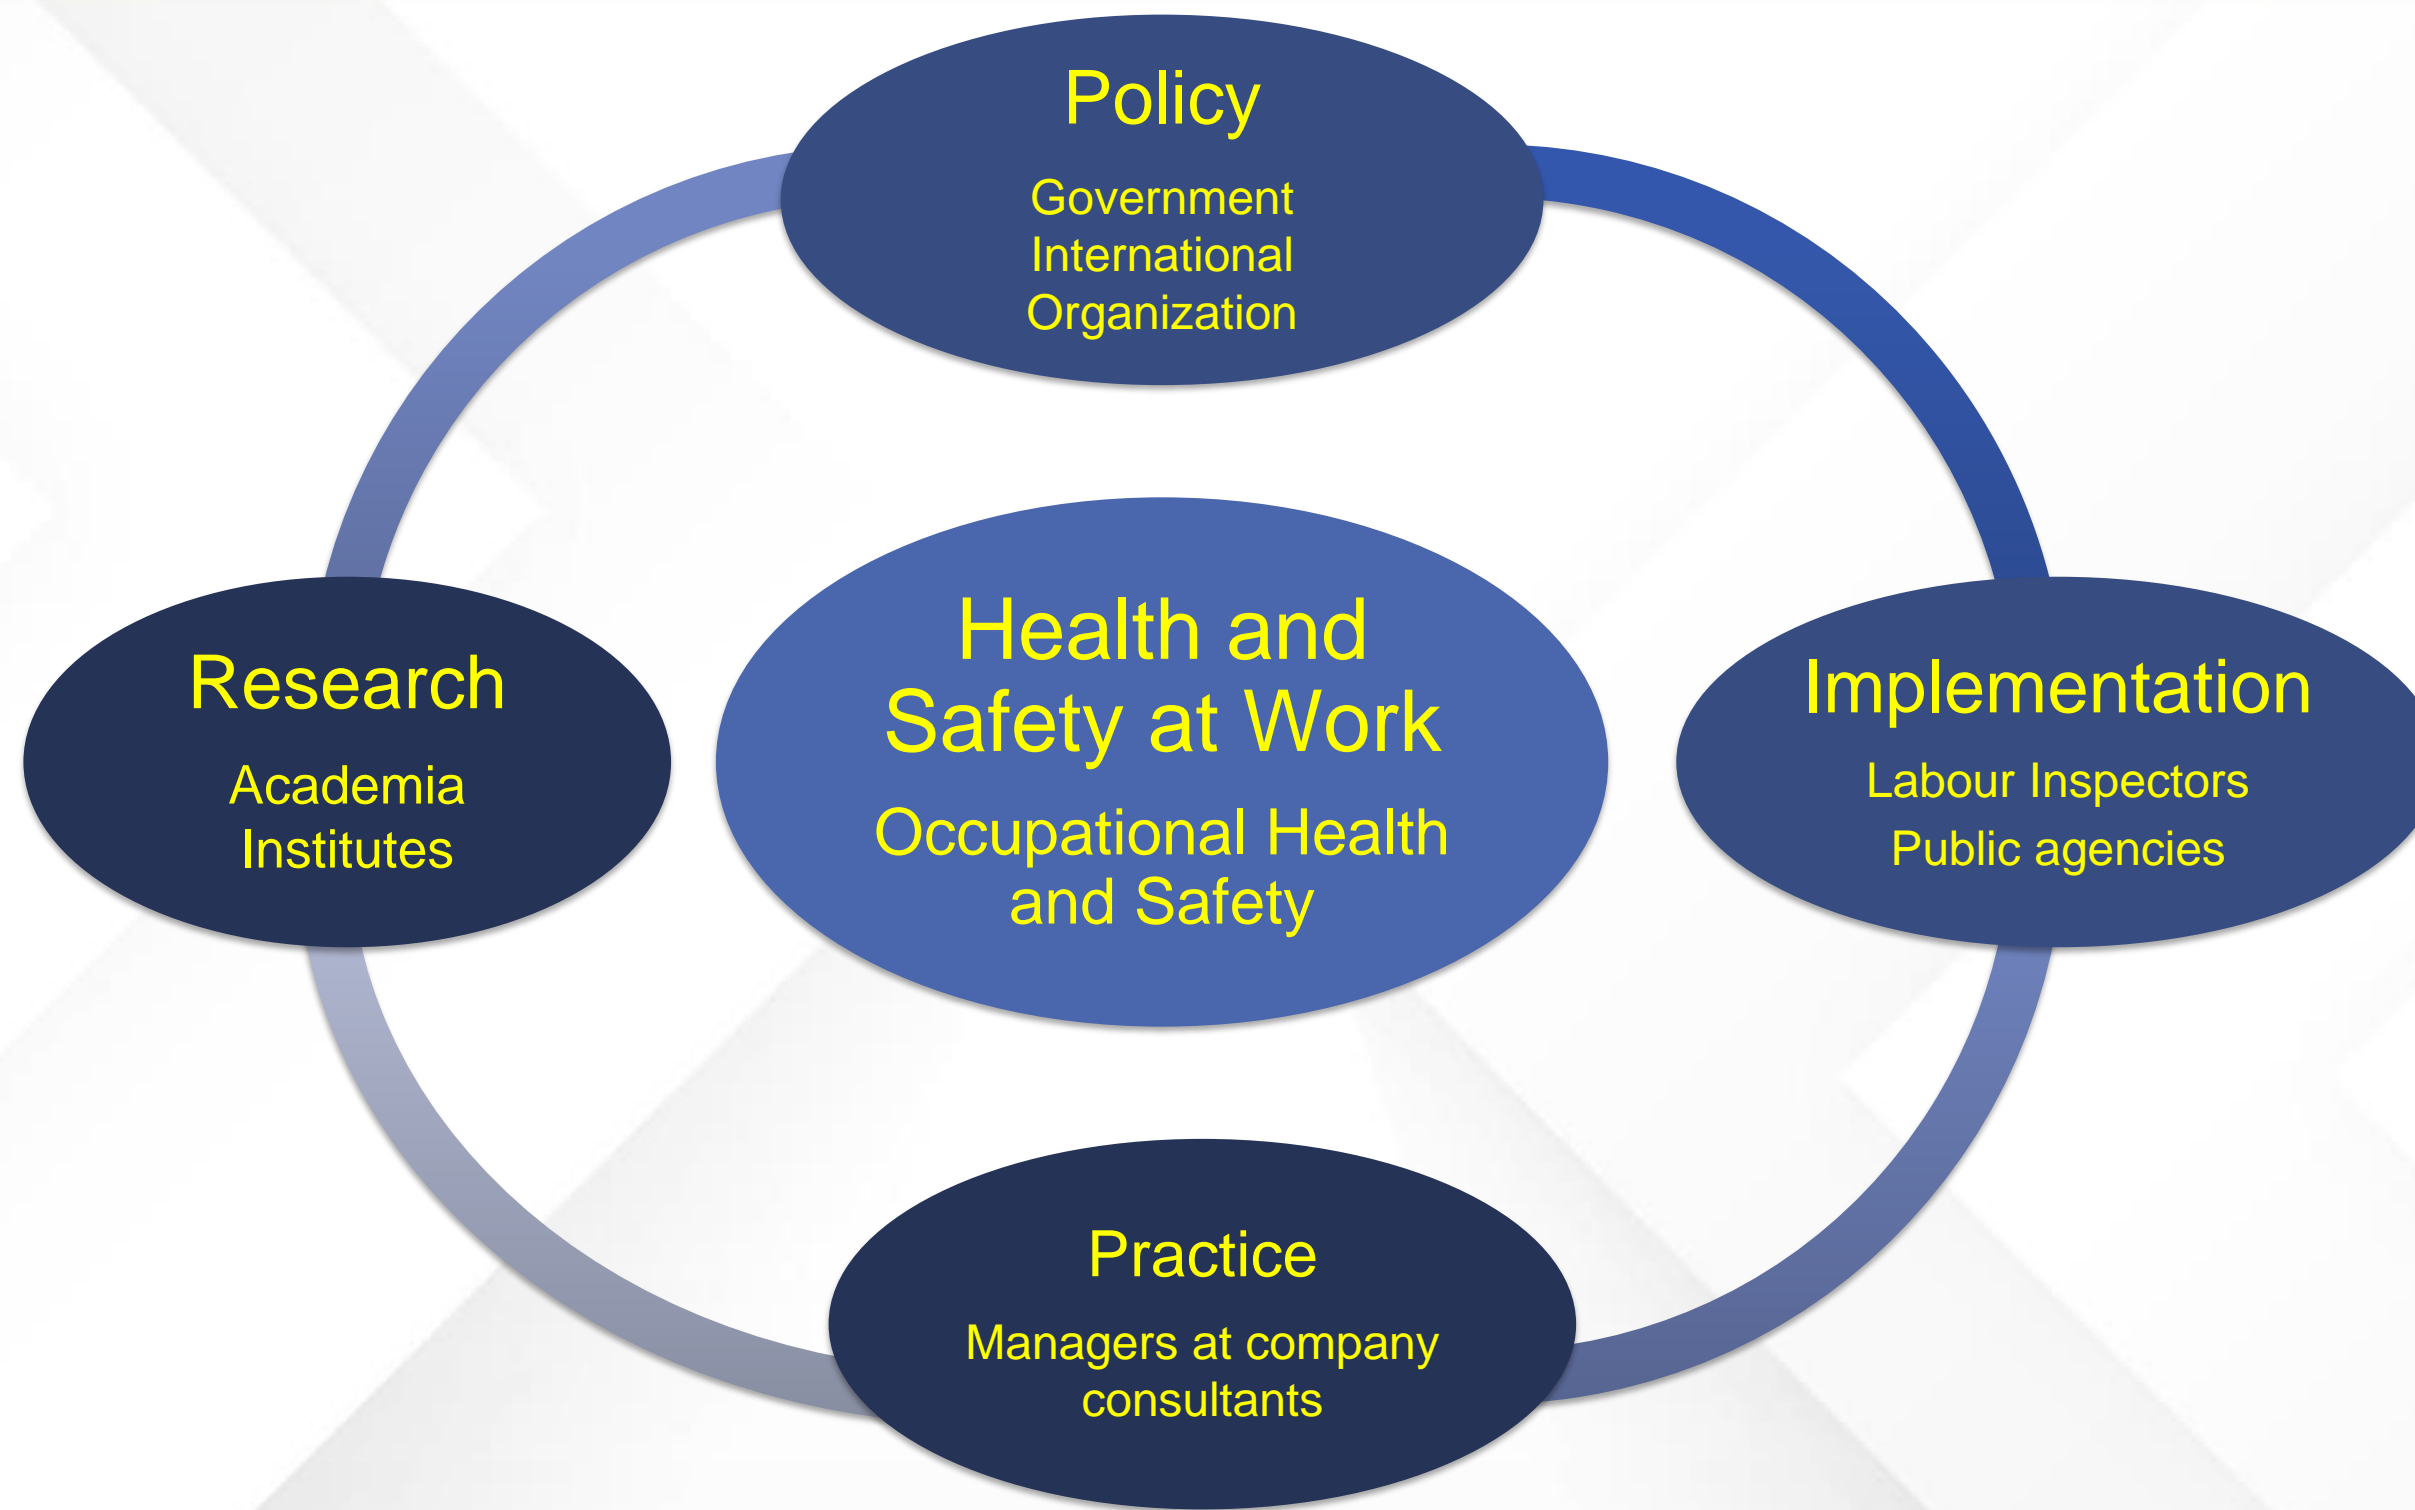 Policy
Government
International
Organization
Research
Academia
Institutes
Health and
Safety at Work
Occupational Health
and Safety
Implementation
Labour Inspectors
Public agencies
Practice
Managers at company
consultants